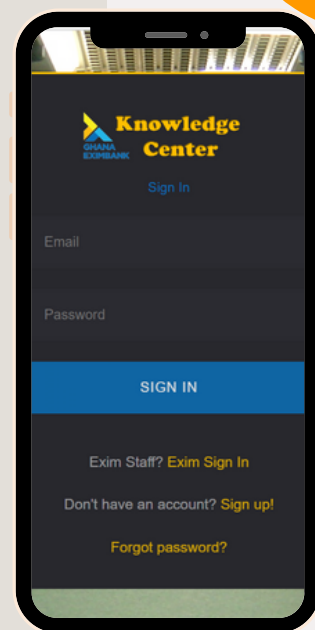 Knowledge
Center
GHANA
EXIMBANK
Sign In
Email
Password
SIGN IN
Exim Staff? Exim Sign In
Don't have an account? Sign up!
Forgot password?